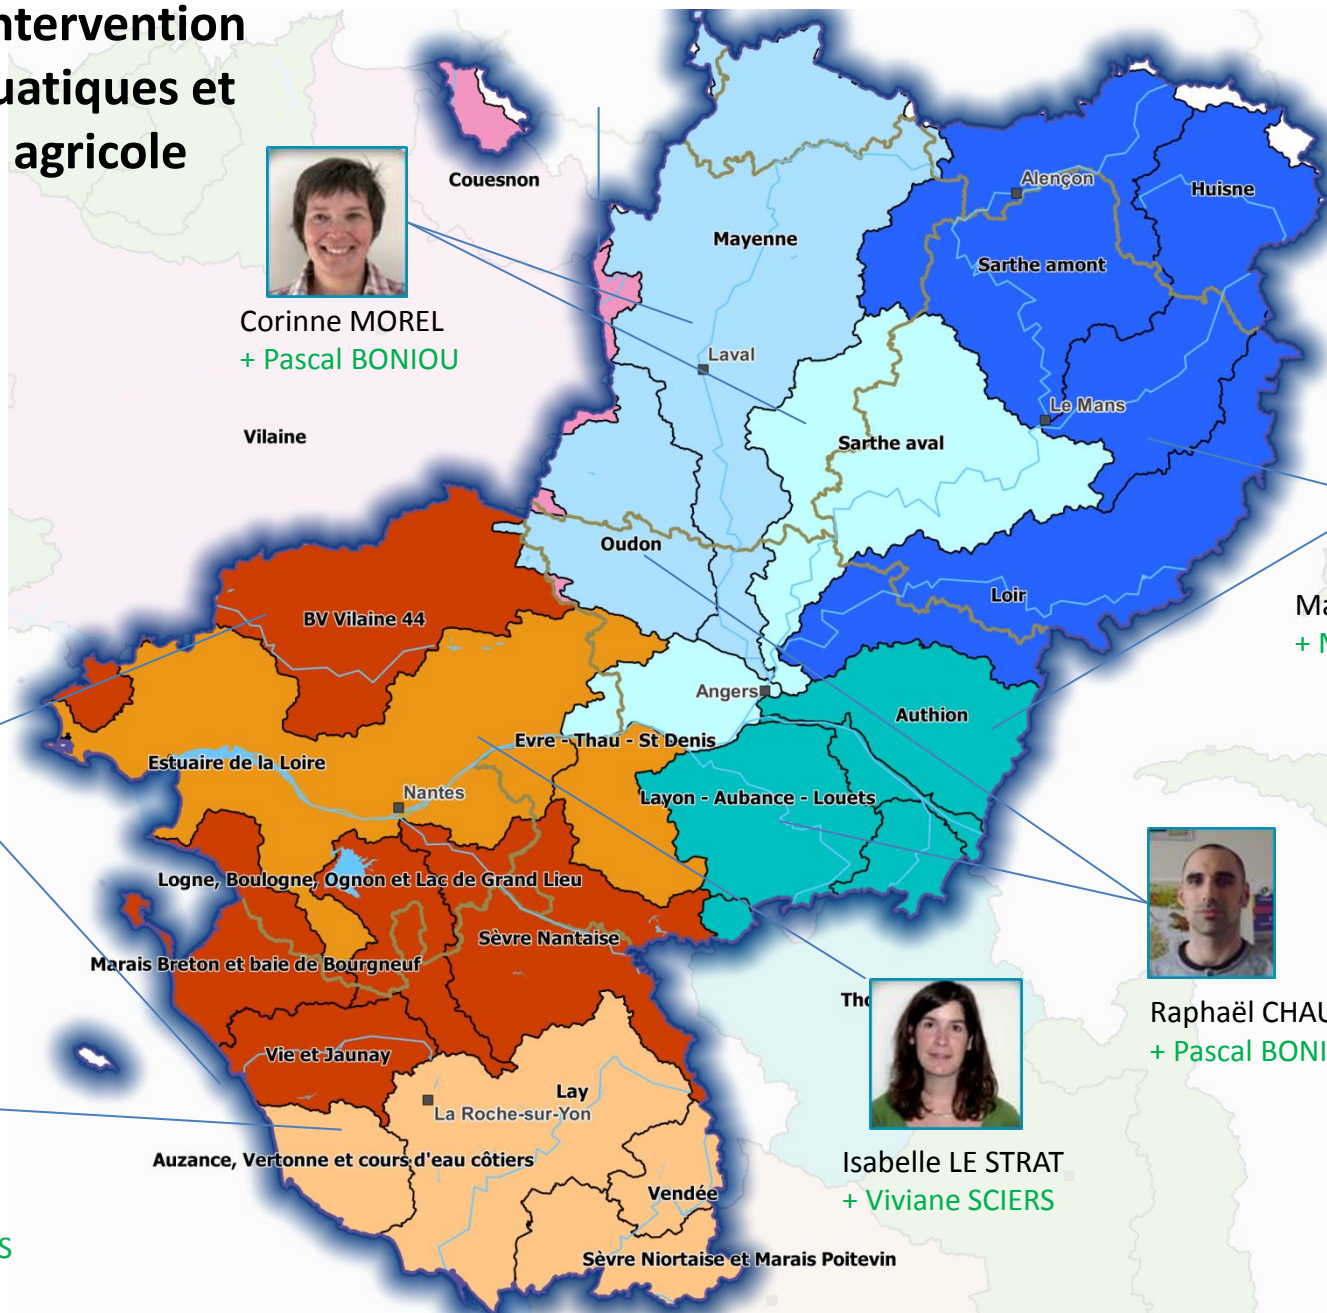 ntervention
uatiques et
agricole
Couesnon
Alençon
Huisne
Mayenne
Sarthe amont
Corinne MOREL
+ Pascal BONIOU
Laval
Le Mans
Vilaine
Sarthe aval
Oudon
Loir
BV Vilaine 44
Ma
+ M
Angers
Authion
Evre - Thau - St Denis
Estuaire de la Loire
Nantes
Layon - Aubance - Louets
Logne, Boulogne, Ognon et Lac de Grand Lieu
Sèvre Nantaise
Marais Breton et baie de Bourgneuf
Tho
Raphaël CHAU
+ Pascal BONI
Vie et Jaunay
Lay
La Roche-sur-Yon
Auzance, Vertonne et cours d'eau côtiers
Isabelle LE STRAT
+ Viviane SCIERS
Vendée
S
Sèvre Niortaise et Marais Poitevin